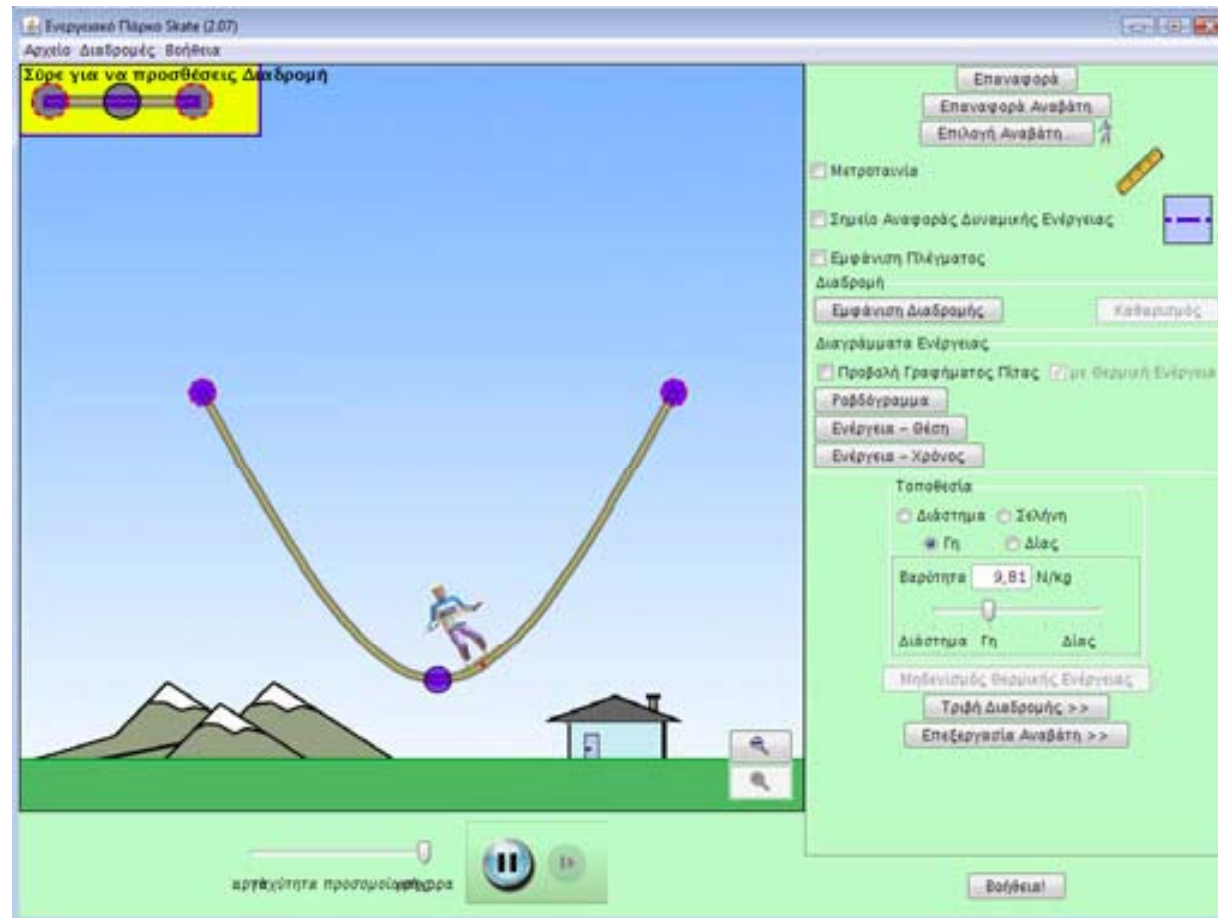 Ενεργειακό Πάρκο Skate (2.07)
Αρχείο Διαδρομές Βοήθεια
Σύρε για να προσθέσεις Διαδρομή
Επαναφορά
Επαναφορά Αναβάτη
Επιλογή Αναβάτη...
Μετροταινία
Σημείο Αναφοράς Δυναμικής Ενέργειας
Εμφάνιση Πλέγματος
Διαδρομή
Εμφάνιση Διαδρομής Καθαρισμός
Διαγράμματα Ενέργειας
Προβολή Γραφήματος Πίτας με Θερμική Ενέργεια
Ραβδόγραμμα
Ενέργεια - Θέση
Ενέργεια - Χρόνος
Τοποθεσία
Διάστημα Σελήνη
Γη Δίας
Βαρύτητα 9,81 N/kg
Διάστημα Γη Δίας
Μηδενισμός Θερμικής Ενέργειας
Τριβή Διαδρομής >>
Επεξεργασία Αναβάτη >>
Βοήθεια!